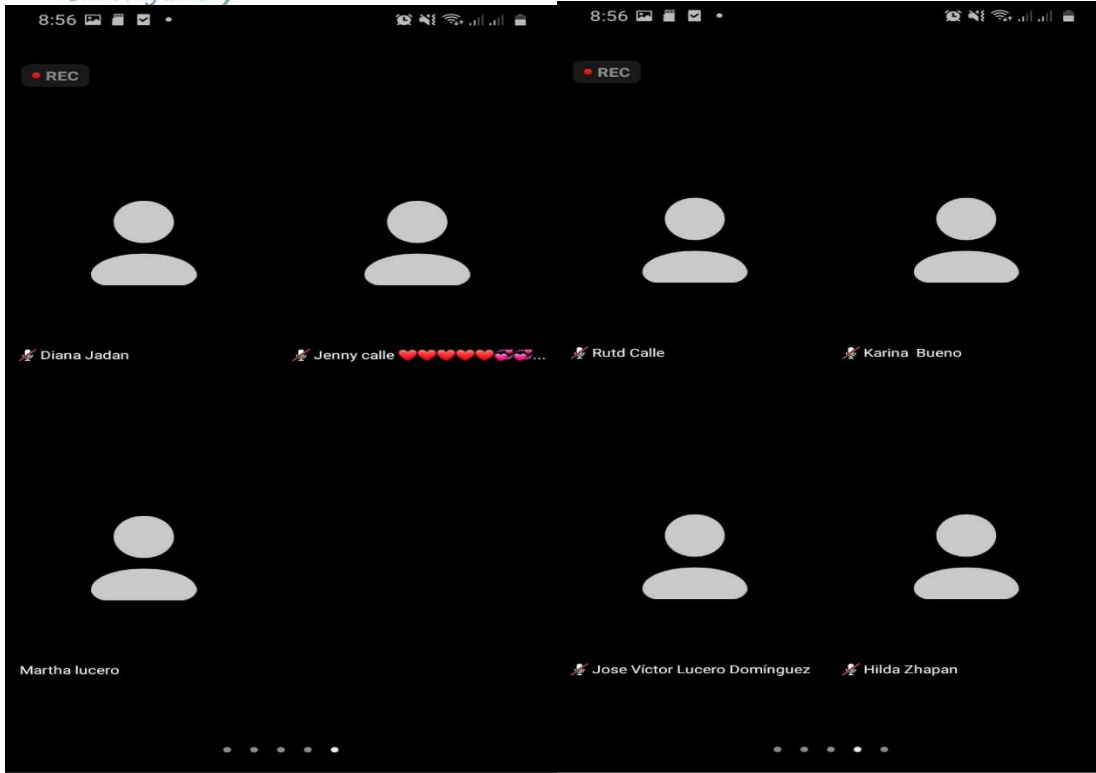 8:56
REC
Diana Jadan
Jenny calle ❤️❤️❤️❤️❤️💞💞...
Martha lucero
8:56
REC
Rutd Calle
Karina Bueno
Jose Víctor Lucero Domínguez
Hilda Zhapan